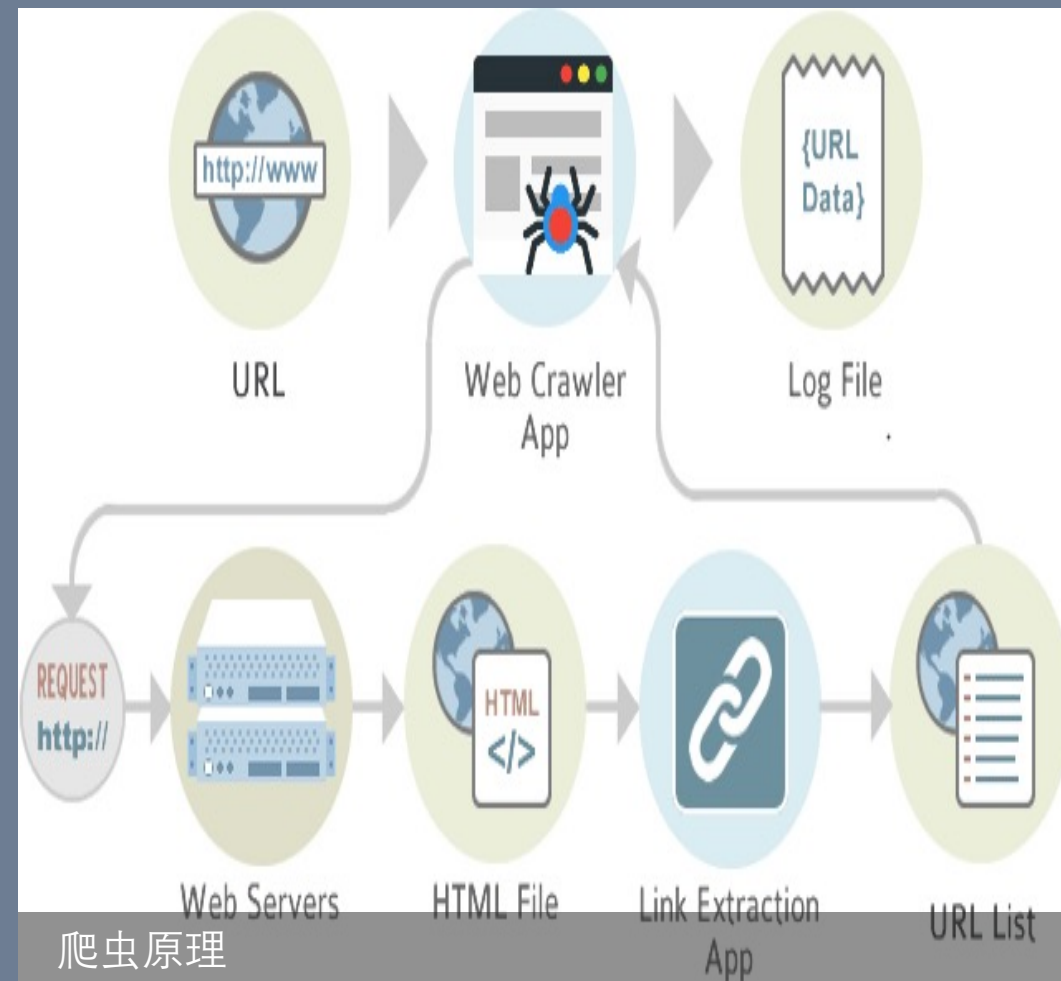 http://www
{URL
Data}
URL
Web Crawler
App
Log File
REQUEST
http://
HTML
</>
Web Servers
HTML File
Link Extraction
App
URL List
爬虫原理